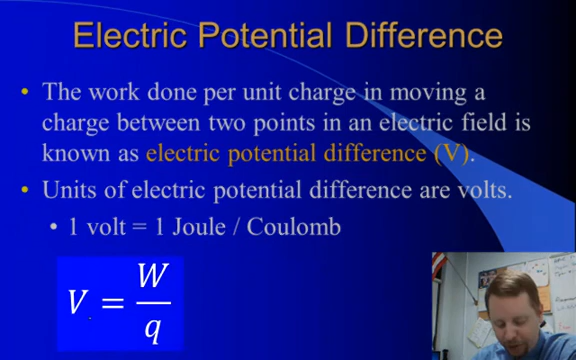 Electric Potential Difference
• The work done per unit charge in moving a
charge between two points in an electric field is
known as electric potential difference (V).
• Units of electric potential difference are volts.
• 1 volt = 1 Joule / Coulomb
V = W/q